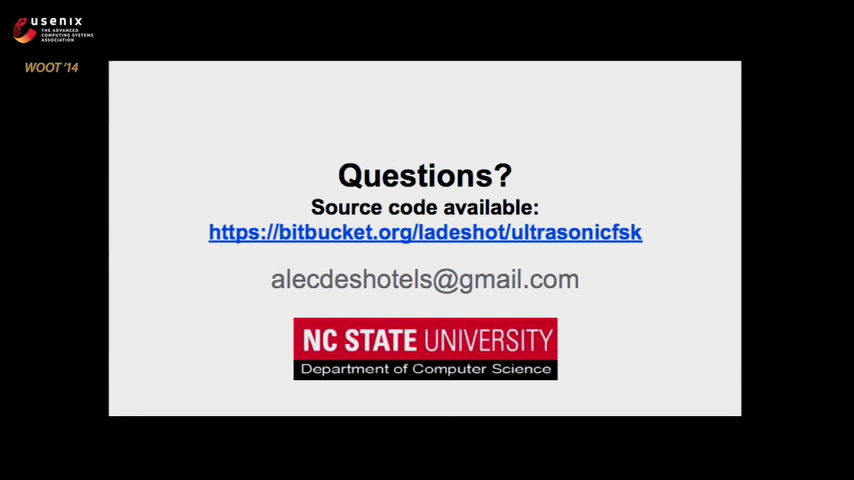 usenix
THE ADVANCED
COMPUTING SYSTEMS
ASSOCIATION
WOOT '14
Questions?
Source code available:
https://bitbucket.org/ladeshot/ultrasonicfsk
alecdeshotels@gmail.com
NC STATE UNIVERSITY
Department of Computer Science